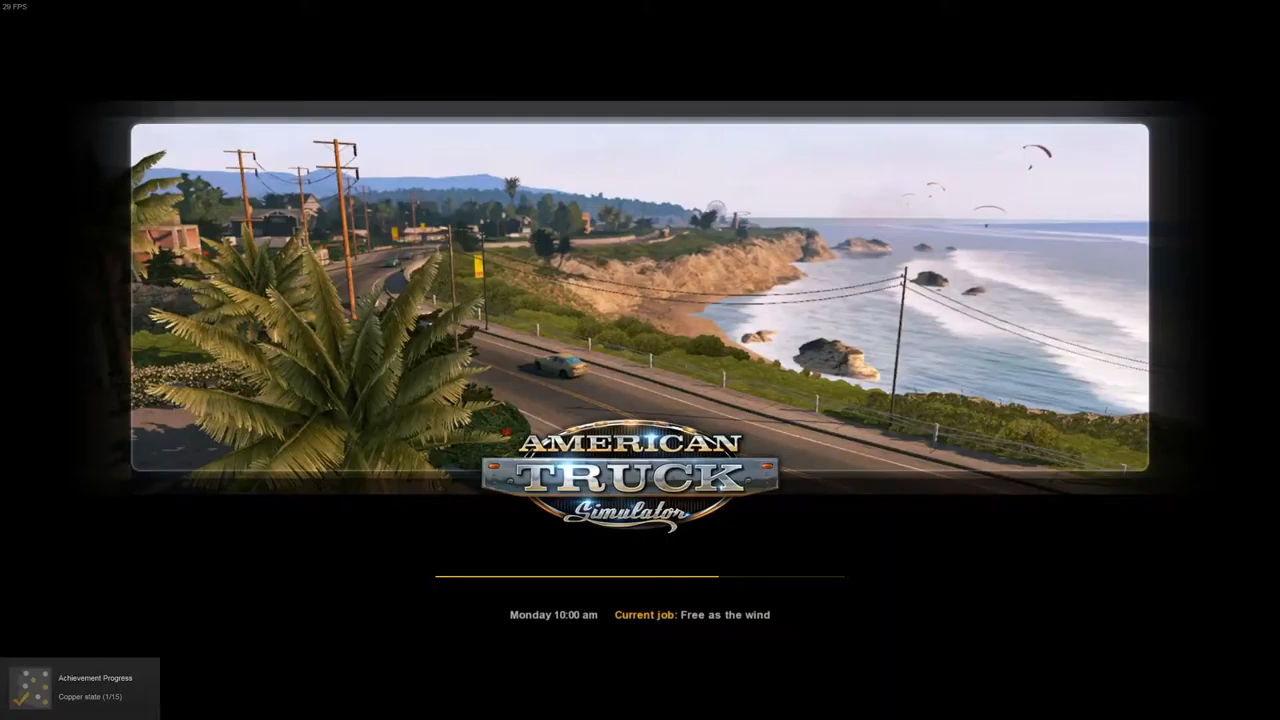 29 FPS
AMERICAN
TRUCK
Simulator
Monday 10:00 am Current job: Free as the wind
Achievement Progress
Copper state (1/15)